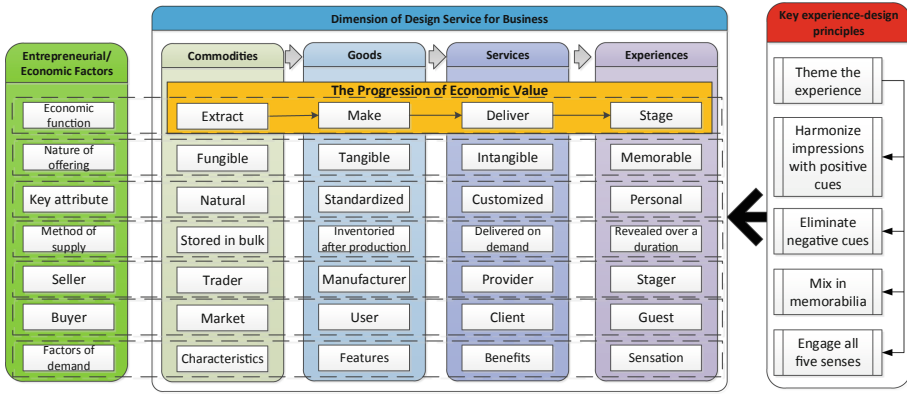 Dimension of Design Service for Business
Key experience-design
principles
Entrepreneurial/
Economic Factors
Commodities
Goods
Services
Experiences
The Progression of Economic Value
Economic
function
Extract
Make
Deliver
Stage
Nature of
offering
Fungible
Tangible
Intangible
Memorable
Key attribute
Natural
Standardized
Customized
Personal
Method of
supply
Stored in bulk
Inventoried
after production
Delivered on
demand
Revealed over a
duration
Seller
Trader
Manufacturer
Provider
Stager
Buyer
Market
User
Client
Guest
Factors of
demand
Characteristics
Features
Benefits
Sensation
Theme the
experience
Harmonize
impressions
with positive
cues
Eliminate
negative cues
Mix in
memorabilia
Engage all
five senses